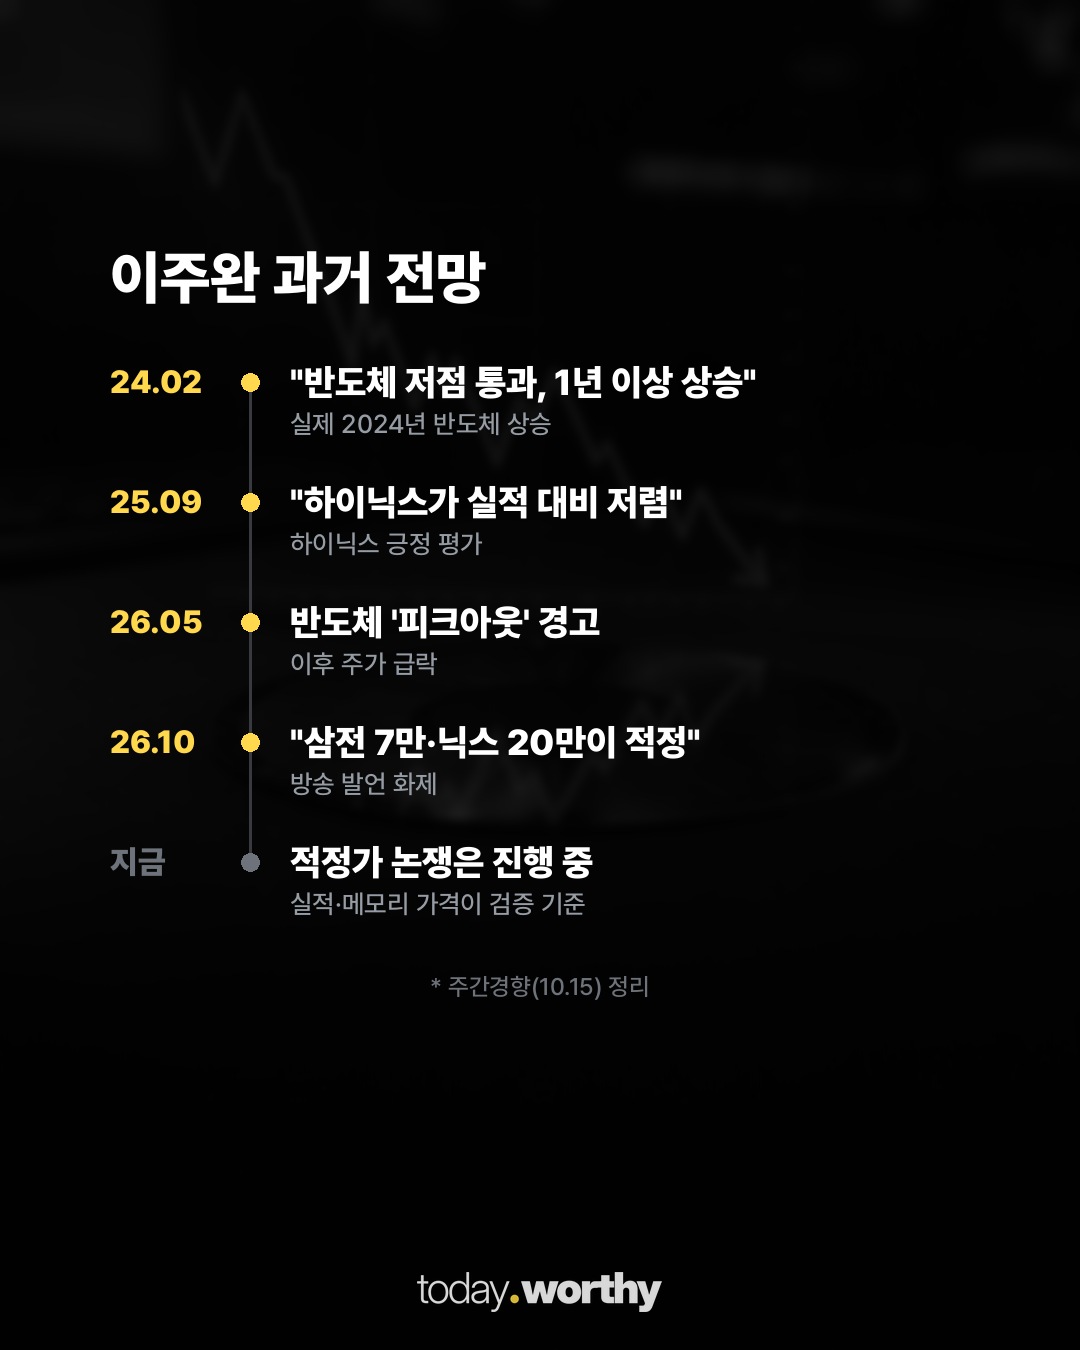 이주완 과거 전망
24.02
"반도체 저점 통과, 1년 이상 상승"
실제 2024년 반도체 상승
25.09
"하이닉스가 실적 대비 저렴"
하이닉스 긍정 평가
26.05
반도체 '피크아웃' 경고
이후 주가 급락
26.10
"삼전 7만·닉스 20만이 적정"
방송 발언 화제
지금
적정가 논쟁은 진행 중
실적·메모리 가격이 검증 기준
* 주간경향(10.15) 정리
today.worthy